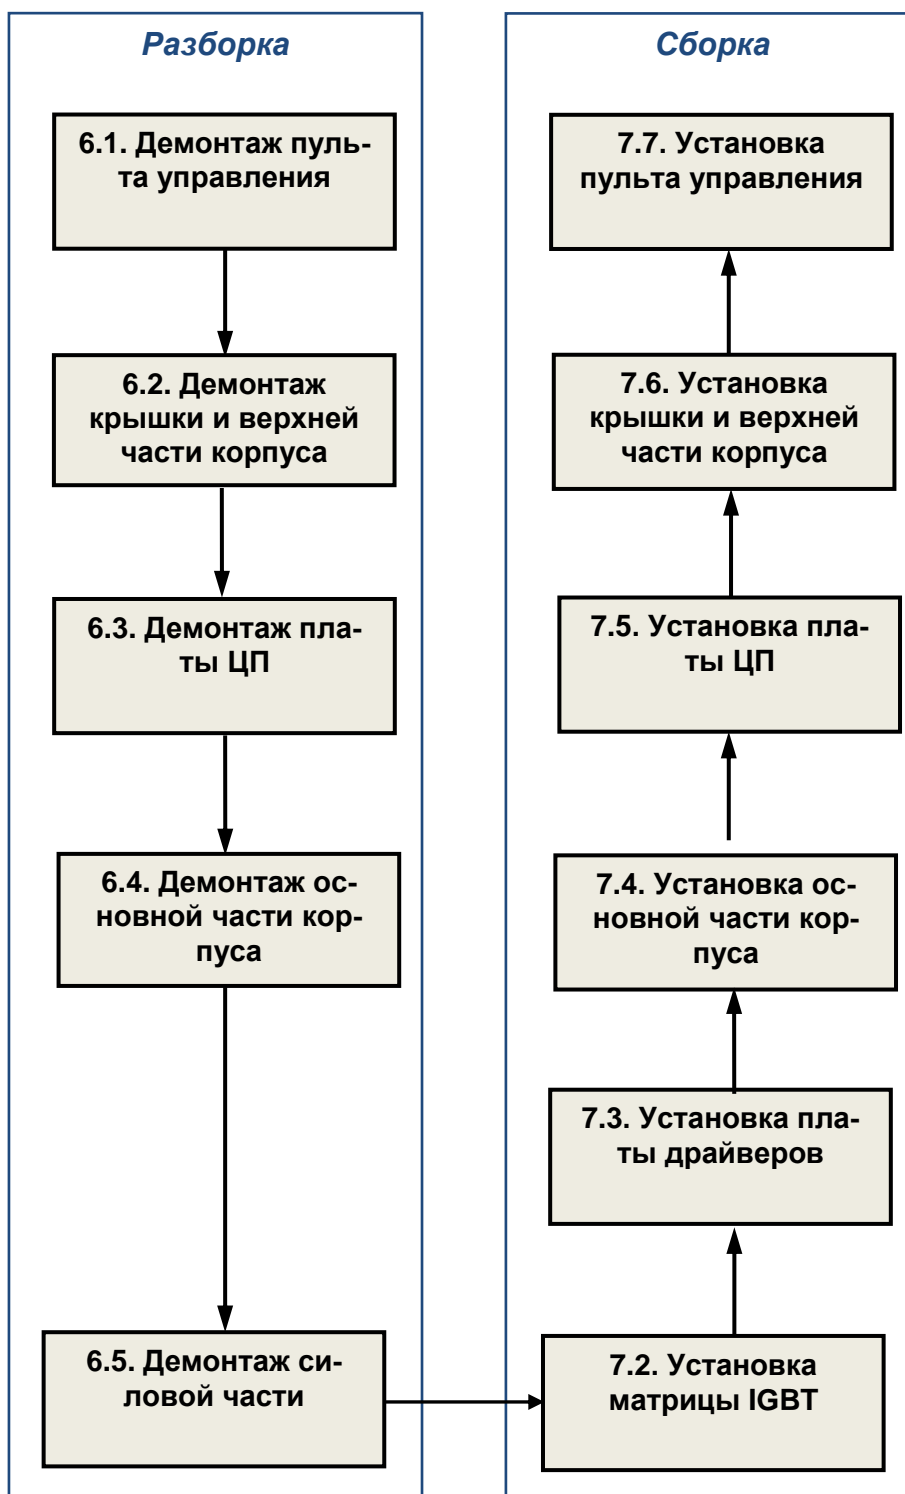 Разборка
6.1. Демонтаж пуль-
та управления
6.2. Демонтаж
крышки и верхней
части корпуса
6.3. Демонтаж пла-
ты ЦП
6.4. Демонтаж ос-
новной части кор-
пуса
6.5. Демонтаж си-
ловой части
Сборка
7.7. Установка
пульта управления
7.6. Установка
крышки и верхней
части корпуса
7.5. Установка пла-
ты ЦП
7.4. Установка ос-
новной части кор-
пуса
7.3. Установка пла-
ты драйверов
7.2. Установка
матрицы IGBT